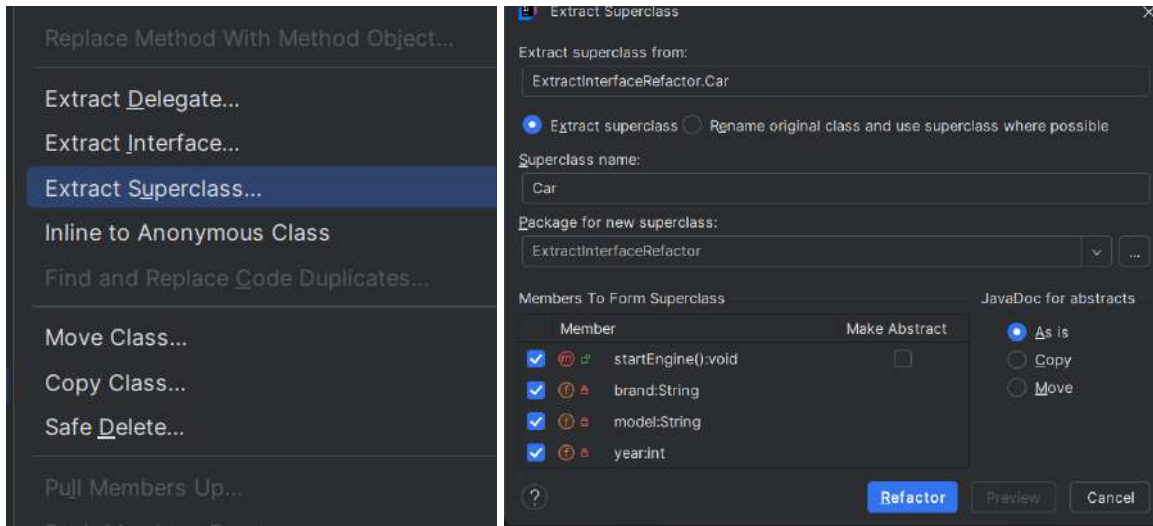 Replace Method With Method Object...
Extract Delegate...
Extract Interface...
Extract Superclass...
Inline to Anonymous Class
Find and Replace Code Duplicates...
Move Class...
Copy Class...
Safe Delete...
Pull Members Up...
Extract Superclass
Extract superclass from:
ExtractInterfaceRefactor.Car
Extract superclass Rename original class and use superclass where possible
Superclass name:
Car
Package for new superclass:
ExtractInterfaceRefactor
...
Members To Form Superclass
Member Make Abstract
startEngine():void
brand:String
model:String
year:int
JavaDoc for abstracts
As is
Copy
Move
? Refactor Preview Cancel